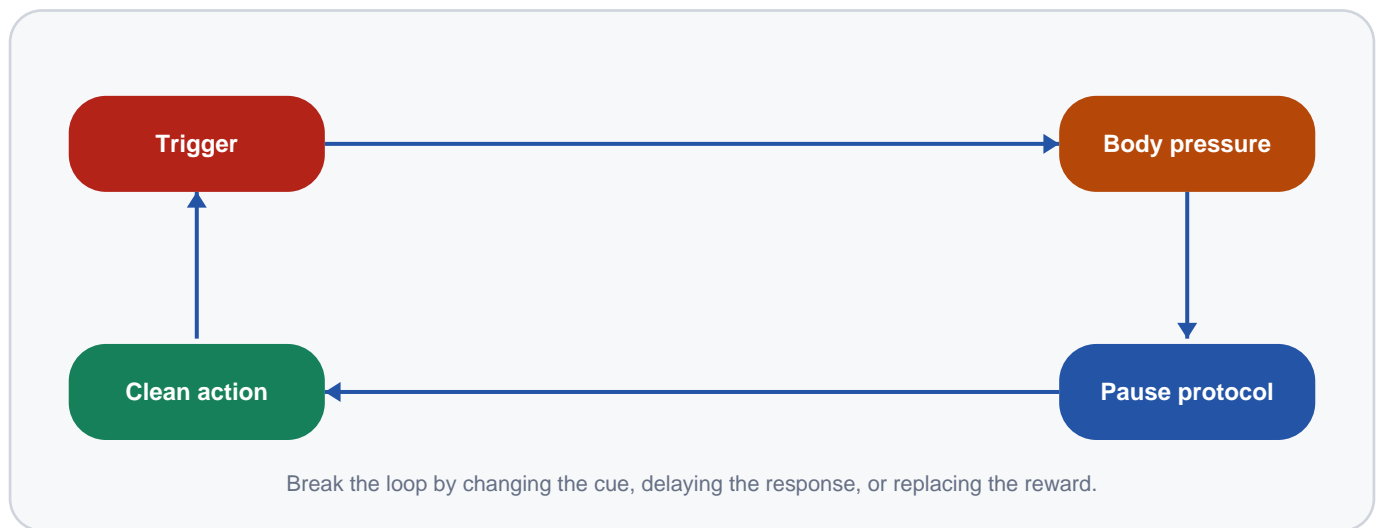 Trigger
Body pressure
Clean action
Pause protocol
Break the loop by changing the cue, delaying the response, or replacing the reward.